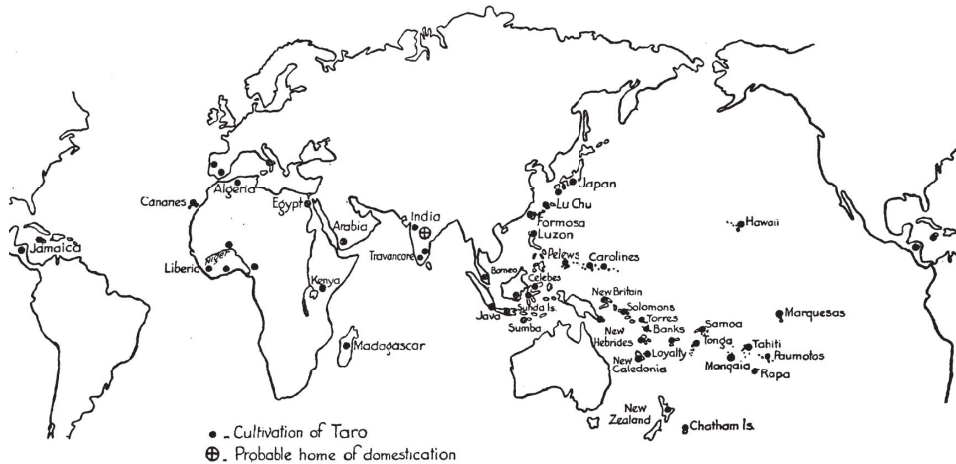 Japan
Lu Chu
Formosa
Luzon
Hawaii
Algeria
Cananes
Egypt
Arabia
India
Travancore
Jamaica
Niger
Liberia
Kenya
Madagascar
Pelews
Carolines
Borneo
Celebes
Sunda Is.
Java
Sumba
New Britain
Solomons
Torres
Banks
New
Hebrides
Loyalty
New
Caledonia
Samoa
Tonga
Marquesas
Tahiti
Mangaia
Paumotos
Rapa
New
Zealand
Chatham Is.
- Cultivation of Taro
- Probable home of domestication